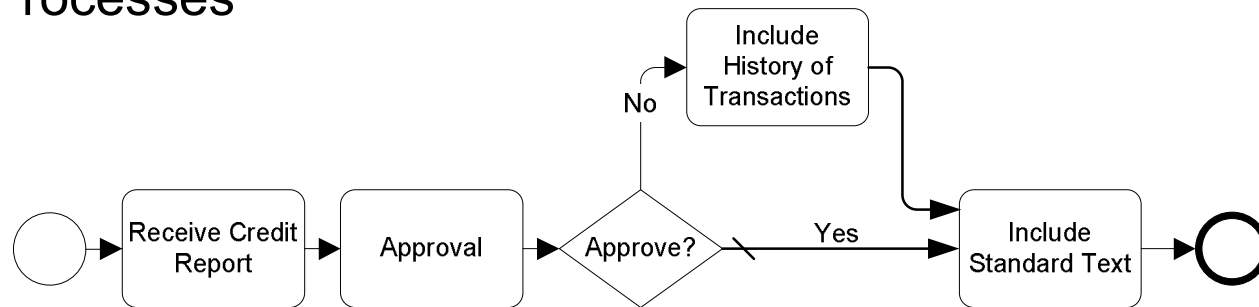 rocesses
Include
History of
Transactions
No
Receive Credit
Report
Approval
Approve?
Yes
Include
Standard Text